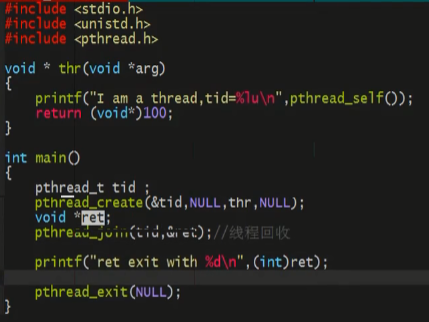 #include <stdio.h>
#include <unistd.h>
#include <pthread.h>
void * thr(void *arg)
{
printf("I am a thread,tid=%lu\n",pthread_self());
return (void*)100;
}
int main()
{
pthread_t tid ;
pthread_create(&tid,NULL,thr,NULL);
void *ret;
pthread_join(tid,&ret);//线程回收
printf("ret exit with %d\n",(int)ret);
pthread_exit(NULL);
}